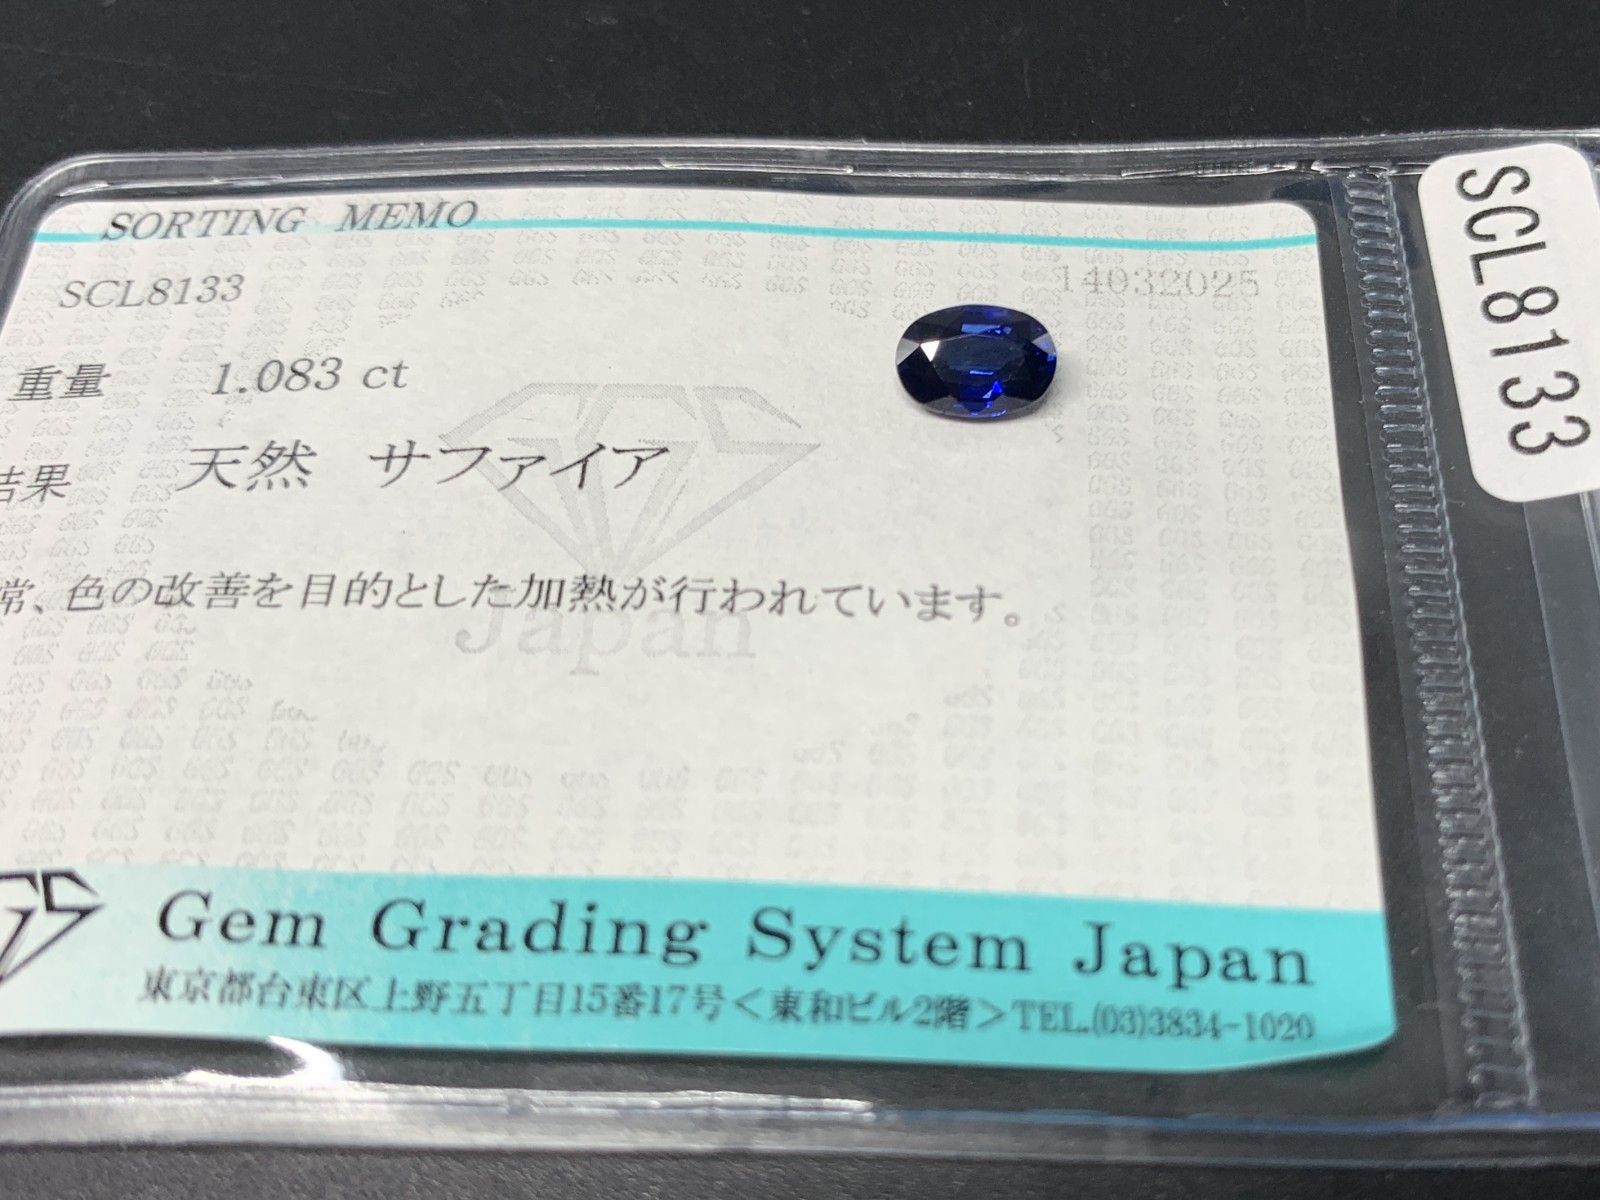 SORTING MEMO
SCL8133 14032025
重量 1.083 ct
結果 天然 サファイア
常、色の改善を目的とした加熱が行われています。
Japan
Gem Grading System Japan
東京都台東区上野五丁目15番17号＜東和ビル2階＞TEL.(03)3834-1020
SCL8133